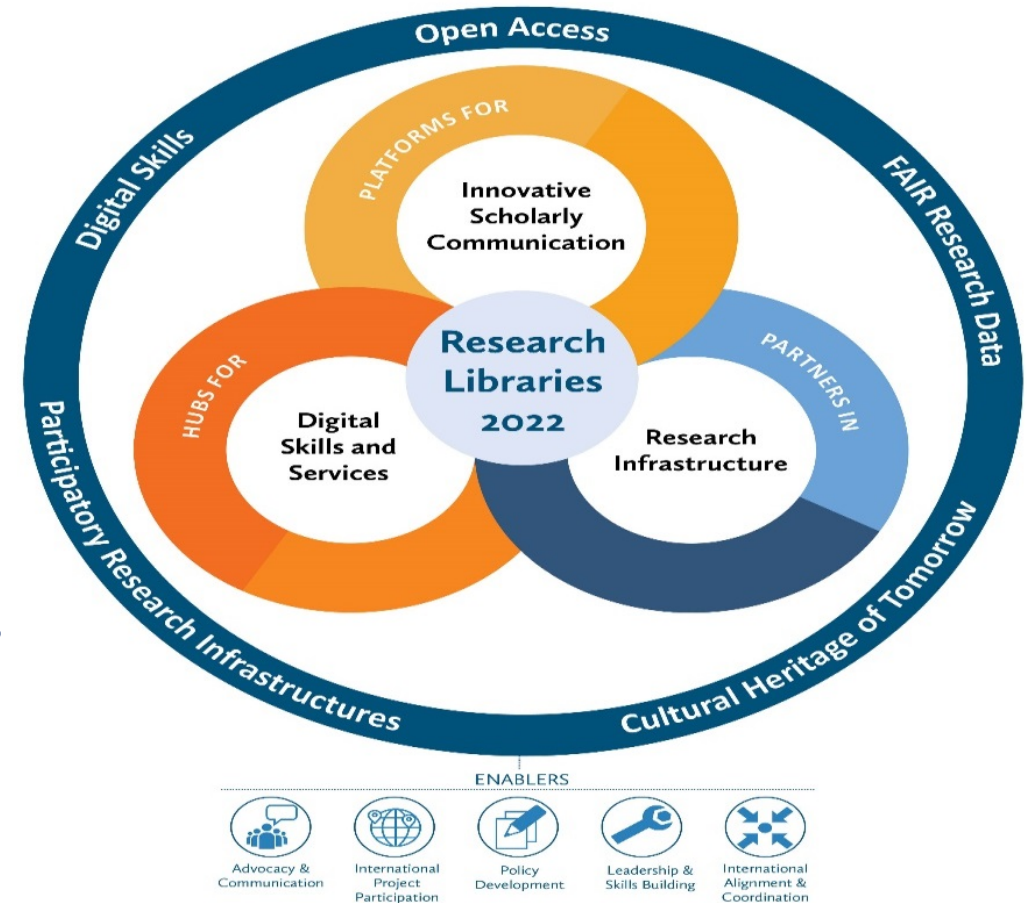 Open Access
Digital Skills
FAIR Research Data
PLATFORMS FOR
Innovative
Scholarly
Communication
Research
Libraries
2022
HUBS FOR
Digital
Skills and
Services
PARTNERS IN
Research
Infrastructure
Participatory Research Infrastructures
Cultural Heritage of Tomorrow
ENABLERS
Advocacy &
Communication
International
Project
Participation
Policy
Development
Leadership &
Skills Building
International
Alignment &
Coordination